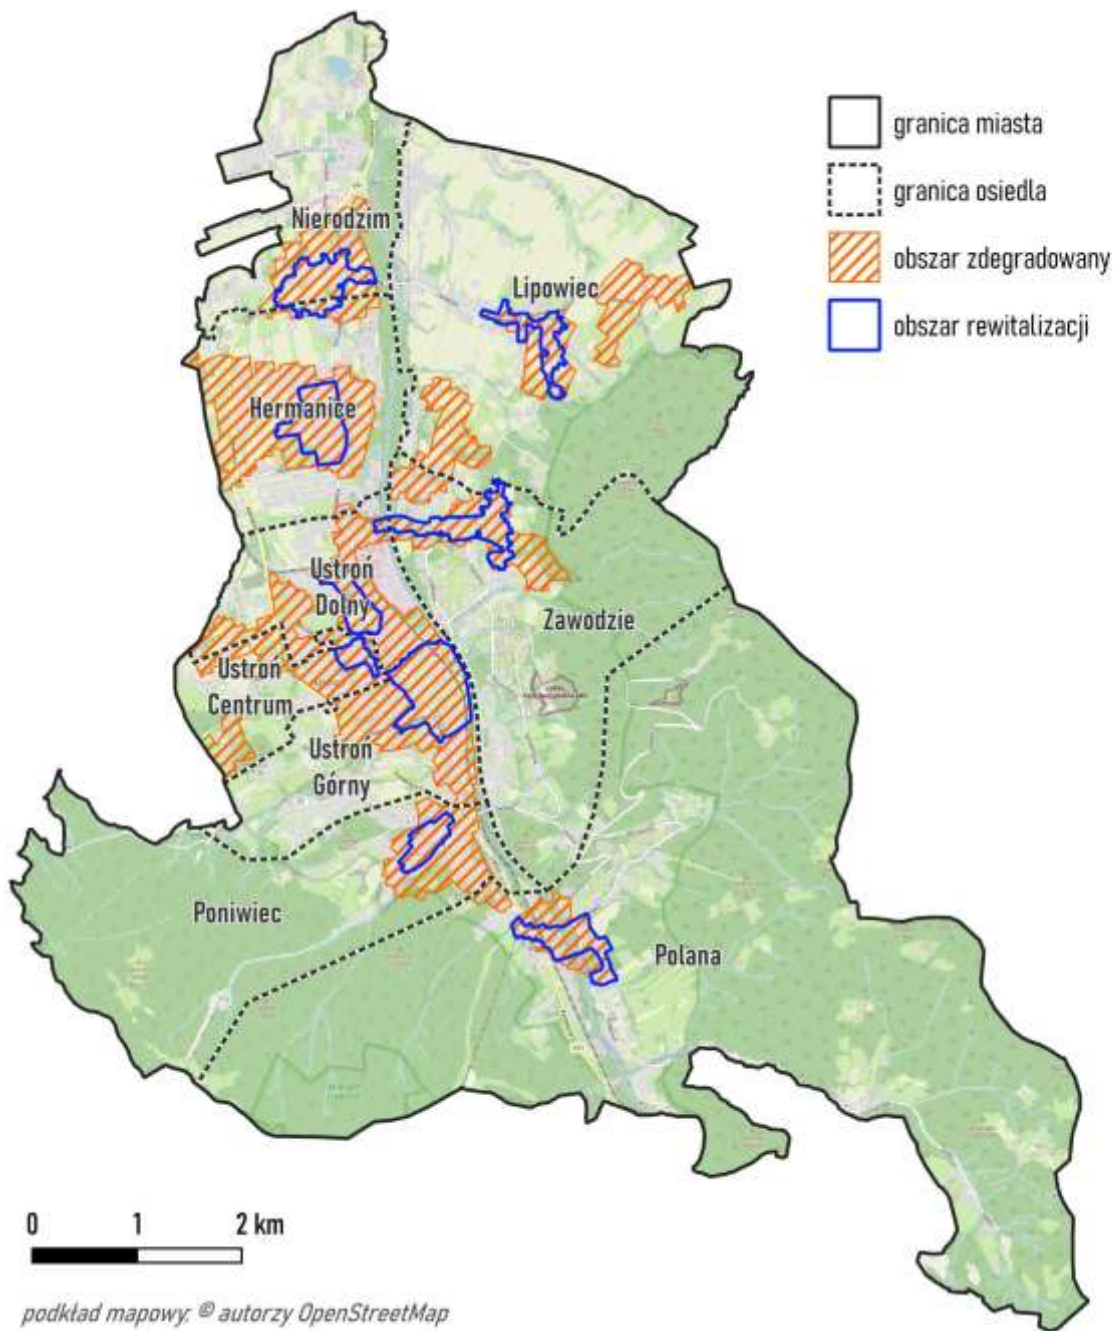 granica miasta
granica osiedla
obszar zdegradowany
obszar rewitalizacji
Nierodzim
Lipowiec
Hermanice
Ustroń
Dolny
Zawodzie
Ustroń
Centrum
Ustroń
Górny
Poniwiec
Polana
0 1 2 km
podkład mapowy: © autorzy OpenStreetMap